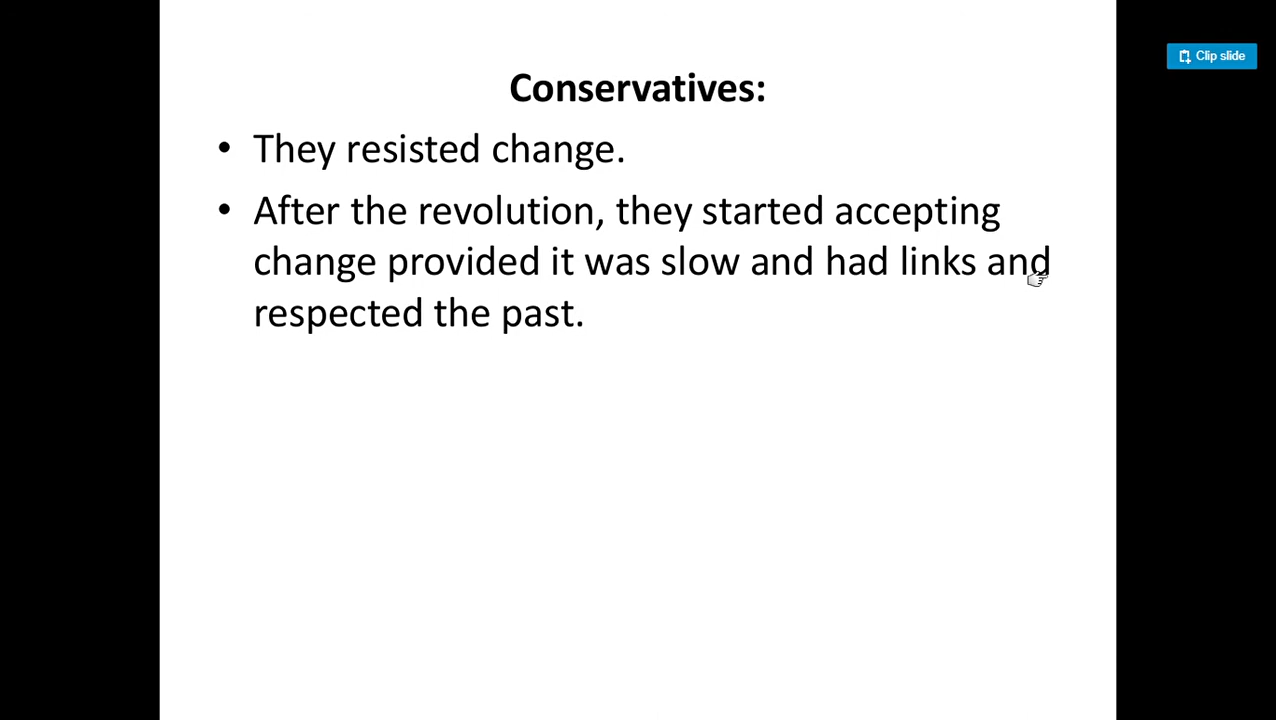 Clip slide
Conservatives:
• They resisted change.
• After the revolution, they started accepting
change provided it was slow and had links and
respected the past.